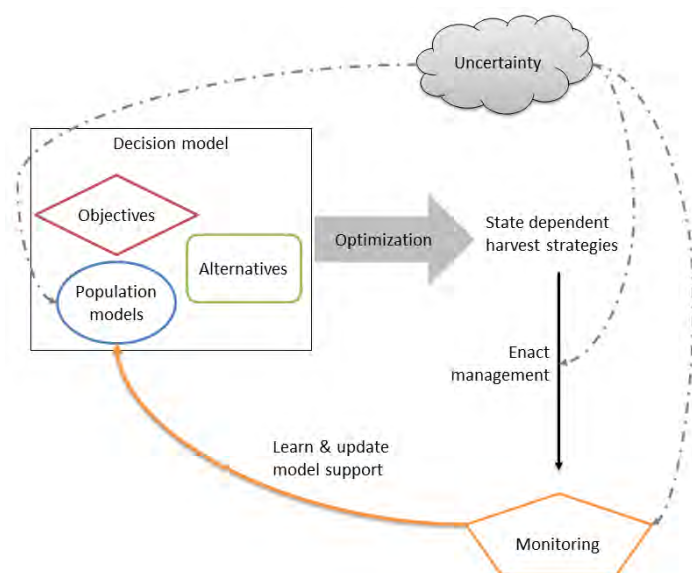 Uncertainty
Decision model
Objectives
Alternatives
Population
models
Optimization
State dependent
harvest strategies
Enact
management
Learn & update
model support
Monitoring